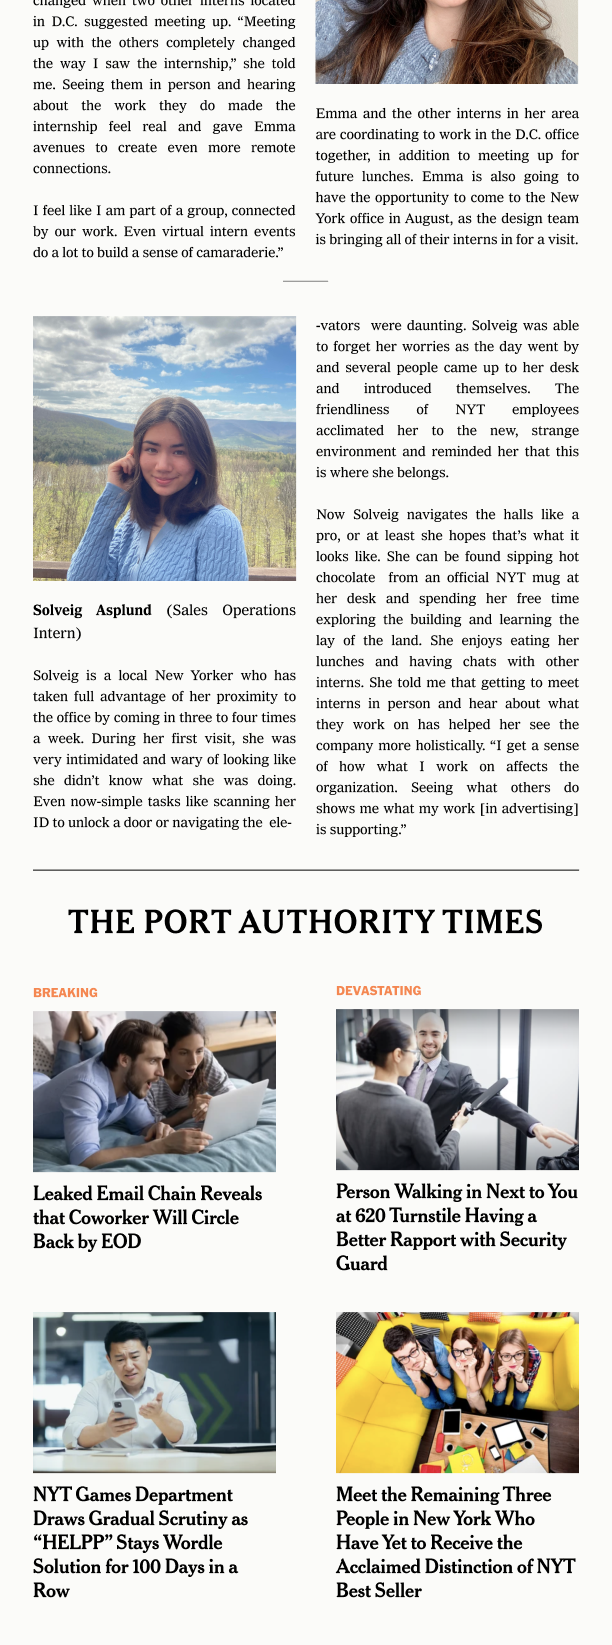 changed when two other interns located
in D.C. suggested meeting up. “Meeting
up with the others completely changed
the way I saw the internship,” she told
me. Seeing them in person and hearing
about the work they do made the
internship feel real and gave Emma
avenues to create even more remote
connections.
I feel like I am part of a group, connected
by our work. Even virtual intern events
do a lot to build a sense of camaraderie.”
Emma and the other interns in her area
are coordinating to work in the D.C. office
together, in addition to meeting up for
future lunches. Emma is also going to
have the opportunity to come to the New
York office in August, as the design team
is bringing all of their interns in for a visit.
Solveig Asplund (Sales Operations
Intern)
Solveig is a local New Yorker who has
taken full advantage of her proximity to
the office by coming in three to four times
a week. During her first visit, she was
very intimidated and wary of looking like
she didn’t know what she was doing.
Even now-simple tasks like scanning her
ID to unlock a door or navigating the ele-
-vators were daunting. Solveig was able
to forget her worries as the day went by
and several people came up to her desk
and introduced themselves. The
friendliness of NYT employees
acclimated her to the new, strange
environment and reminded her that this
is where she belongs.
Now Solveig navigates the halls like a
pro, or at least she hopes that’s what it
looks like. She can be found sipping hot
chocolate from an official NYT mug at
her desk and spending her free time
exploring the building and learning the
lay of the land. She enjoys eating her
lunches and having chats with other
interns. She told me that getting to meet
interns in person and hear about what
they work on has helped her see the
company more holistically. “I get a sense
of how what I work on affects the
organization. Seeing what others do
shows me what my work [in advertising]
is supporting.”
THE PORT AUTHORITY TIMES
BREAKING
Leaked Email Chain Reveals
that Coworker Will Circle
Back by EOD
DEVASTATING
Person Walking in Next to You
at 620 Turnstile Having a
Better Rapport with Security
Guard
NYT Games Department
Draws Gradual Scrutiny as
“HELPP” Stays Wordle
Solution for 100 Days in a
Row
Meet the Remaining Three
People in New York Who
Have Yet to Receive the
Acclaimed Distinction of NYT
Best Seller